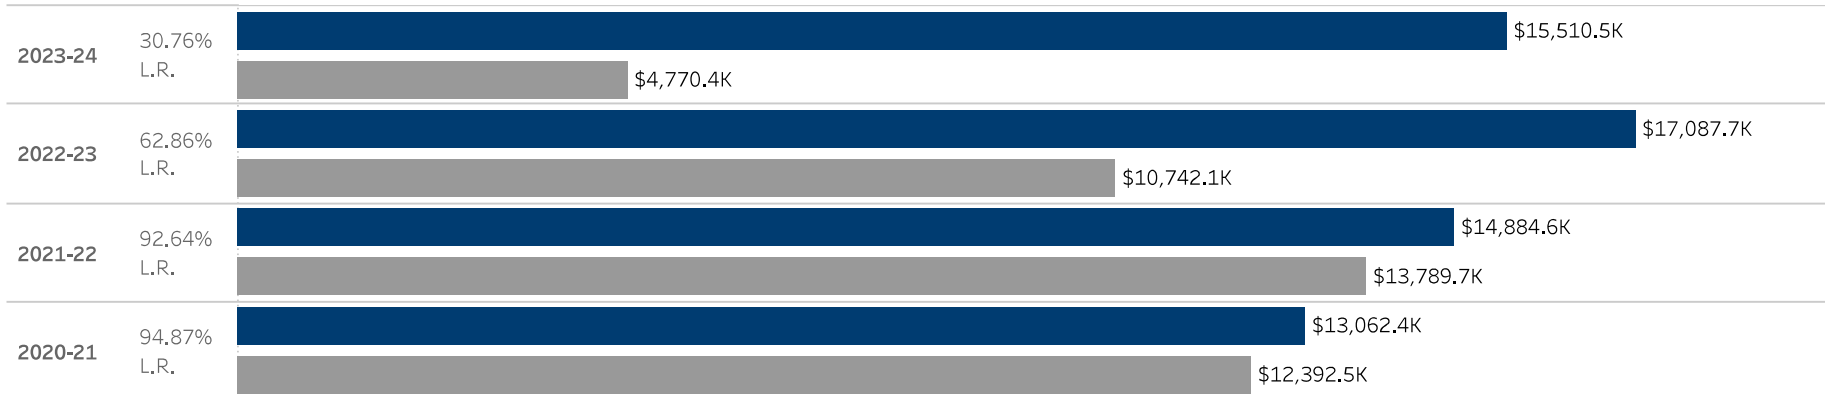 2023-24
30.76%
L.R.
$15,510.5K
$4,770.4K
2022-23
62.86%
L.R.
$17,087.7K
$10,742.1K
2021-22
92.64%
L.R.
$14,884.6K
$13,789.7K
2020-21
94.87%
L.R.
$13,062.4K
$12,392.5K